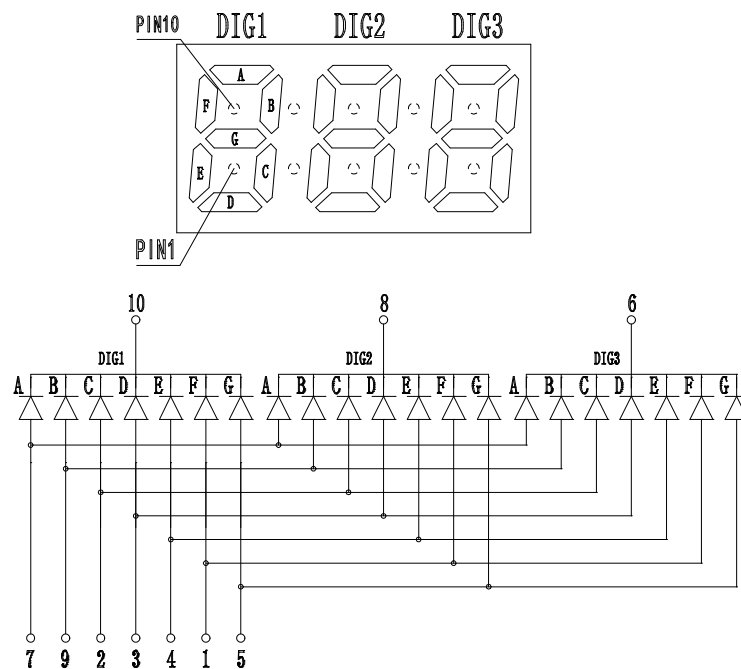 PIN10 DIG1 DIG2 DIG3
A
F B
G
E C
D
PIN1
10 8 6
DIG1 DIG2 DIG3
A B C D E F G A B C D E F G A B C D E F G
7 9 2 3 4 1 5